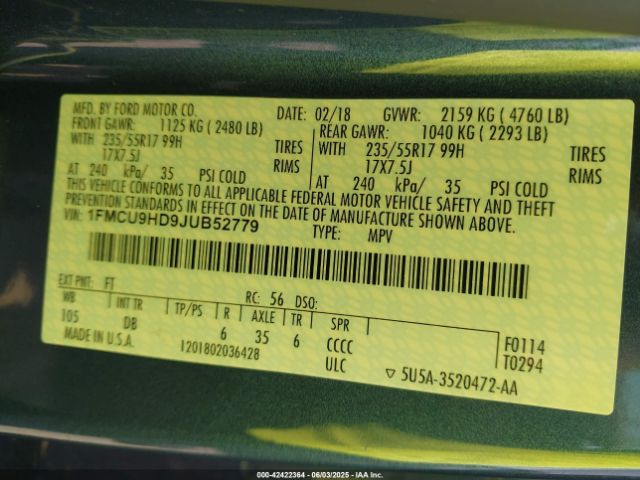 MFD. BY FORD MOTOR CO. DATE: 02/18 GVWR: 2159 KG ( 4760 LB)
FRONT GAWR: 1125 KG ( 2480 LB) REAR GAWR: 1040 KG ( 2293 LB)
WITH 235/55R17 99H TIRES WITH 235/55R17 99H TIRES
17X7.5J RIMS 17X7.5J RIMS
AT 240 kPa/ 35 PSI COLD AT 240 kPa/ 35 PSI COLD
THIS VEHICLE CONFORMS TO ALL APPLICABLE FEDERAL MOTOR VEHICLE SAFETY AND THEFT
PREVENTION STANDARDS IN EFFECT ON THE DATE OF MANUFACTURE SHOWN ABOVE.
VIN: 1FMCU9HD9JUB52779 TYPE: MPV
EXT PNT: FT RC: 56 DSO:
WB INT TR TP/PS R AXLE TR SPR
105 DB 6 35 6 CCCC
MADE IN U.S.A. 1201802036428 ULC
F0114
T0294
▽ 5U5A-3520472-AA
000-42422364 - 06/03/2025 - IAA Inc.